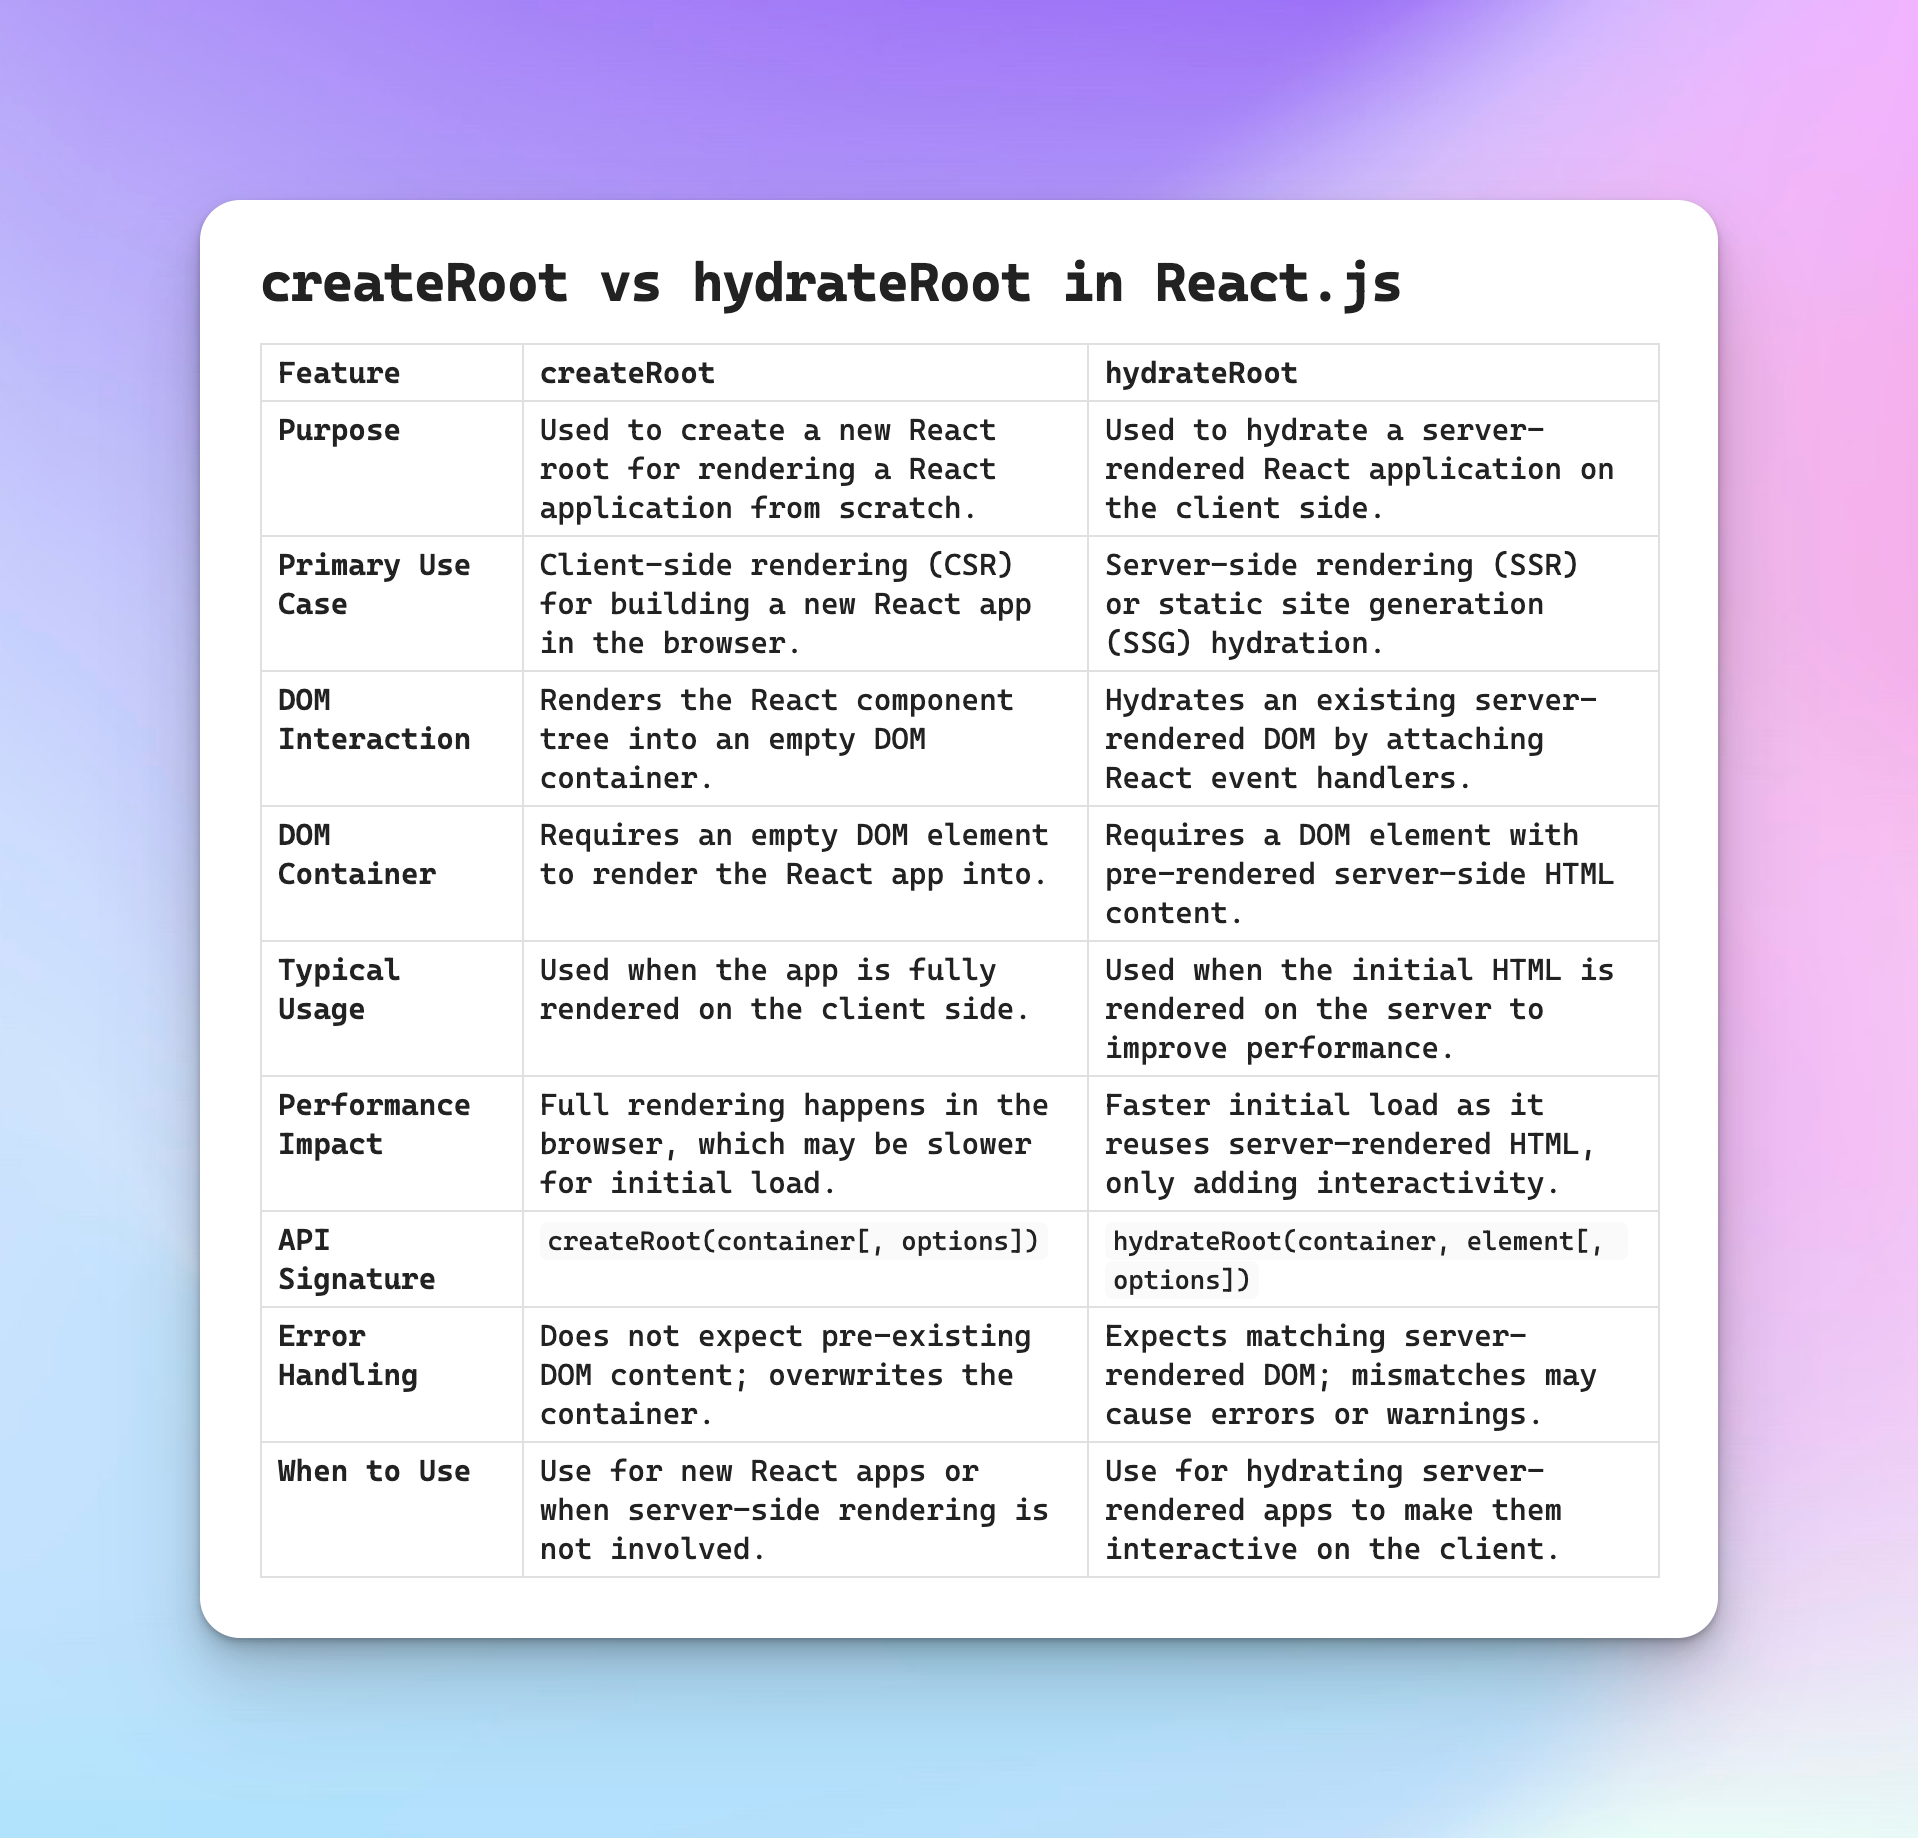 createRoot vs hydrateRoot in React.js
Feature
createRoot
hydrateRoot
Purpose
Used to create a new React
root for rendering a React
application from scratch.
Used to hydrate a server-
rendered React application on
the client side.
Primary Use
Case
Client-side rendering (CSR)
for building a new React app
in the browser.
Server-side rendering (SSR)
or static site generation
(SSG) hydration.
DOM
Interaction
Renders the React component
tree into an empty DOM
container.
Hydrates an existing server-
rendered DOM by attaching
React event handlers.
DOM
Container
Requires an empty DOM element
to render the React app into.
Requires a DOM element with
pre-rendered server-side HTML
content.
Typical
Usage
Used when the app is fully
rendered on the client side.
Used when the initial HTML is
rendered on the server to
improve performance.
Performance
Impact
Full rendering happens in the
browser, which may be slower
for initial load.
Faster initial load as it
reuses server-rendered HTML,
only adding interactivity.
API
Signature
createRoot(container[, options])
hydrateRoot(container, element[,
options])
Error
Handling
Does not expect pre-existing
DOM content; overwrites the
container.
Expects matching server-
rendered DOM; mismatches may
cause errors or warnings.
When to Use
Use for new React apps or
when server-side rendering is
not involved.
Use for hydrating server-
rendered apps to make them
interactive on the client.